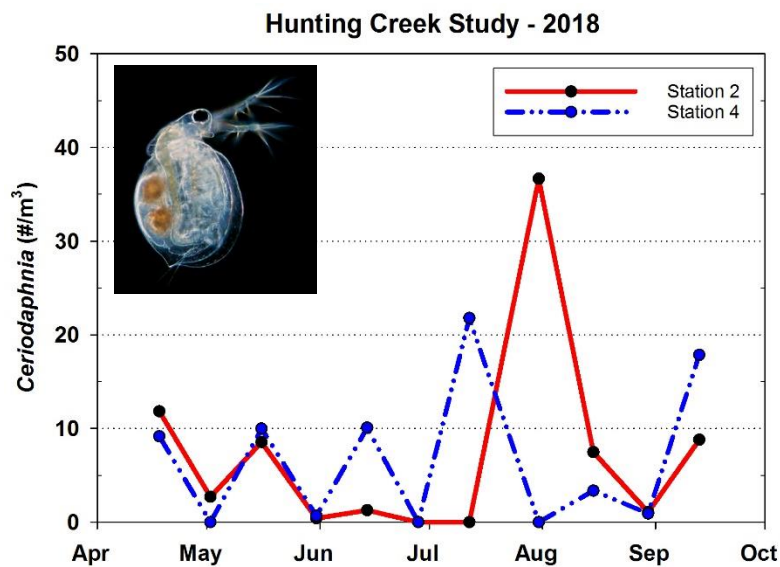 Hunting Creek Study - 2018
50
40
30
20
10
0
Ceriodaphnia (#/m³)
Station 2
Station 4
Apr May Jun Jul Aug Sep Oct